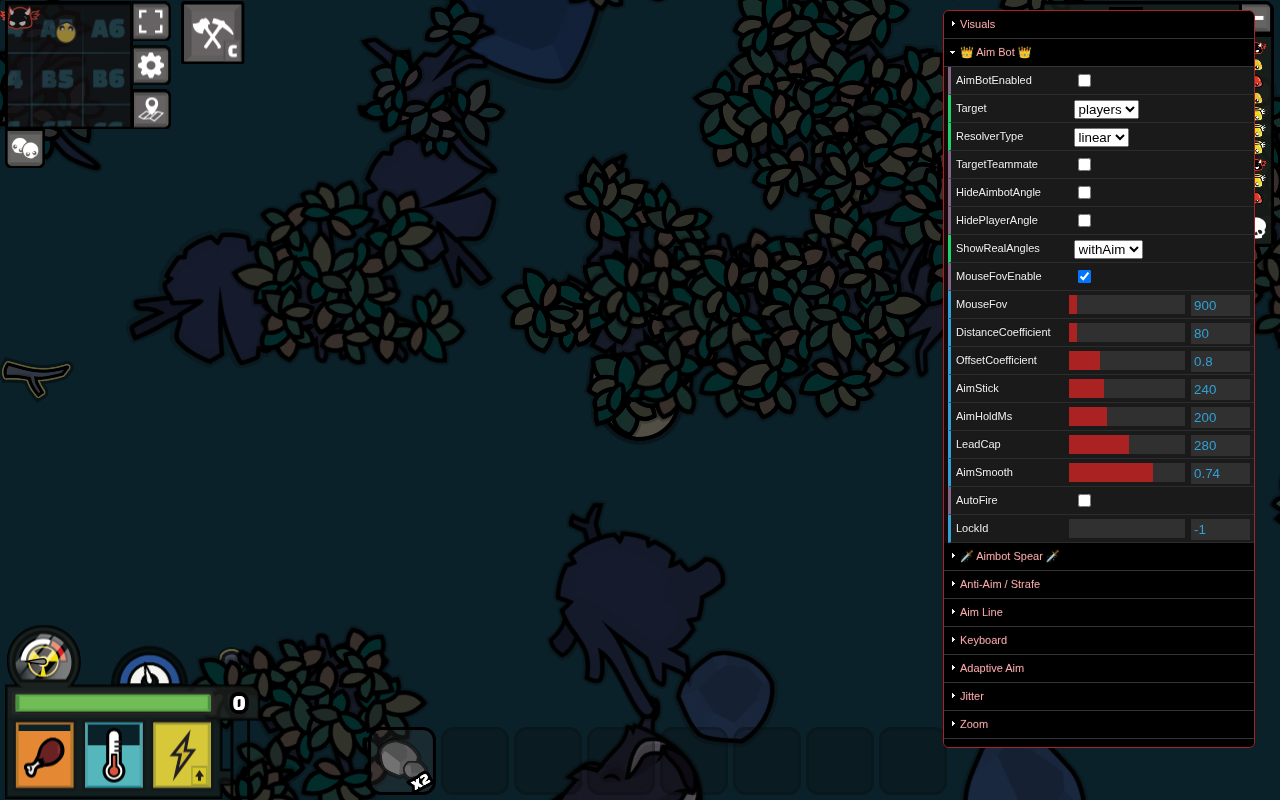 A6
B5
B6
C
Visuals
👑 Aim Bot 👑
AimBotEnabled
Target players
ResolverType linear
TargetTeammate
HideAimbotAngle
HidePlayerAngle
ShowRealAngles withAim
MouseFovEnable
MouseFov 900
DistanceCoefficient 80
OffsetCoefficient 0.8
AimStick 240
AimHoldMs 200
LeadCap 280
AimSmooth 0.74
AutoFire
LockId -1
🗡️ Aimbot Spear 🗡️
Anti-Aim / Strafe
Aim Line
Keyboard
Adaptive Aim
Jitter
Zoom
0
X2